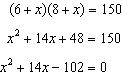 (6 + x)(8 + x) = 150
x² + 14x + 48 = 150
x² + 14x − 102 = 0